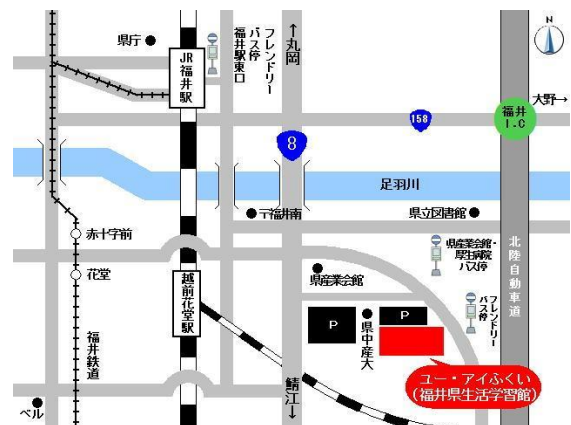 県庁
JR福井駅
フレンドリー
バス停
福井駅東口
↑丸岡
N
大野→
福井
I.C
158
8
足羽川
〒福井南
県立図書館
赤十字前
県産業会館・
厚生病院
バス停
北陸自動車道
花堂
越前花堂駅
県産業会館
フレンドリー
バス停
P
県中産大
P
福井鉄道
鯖江↓
ユー・アイふくい
(福井県生活学習館)
ベル